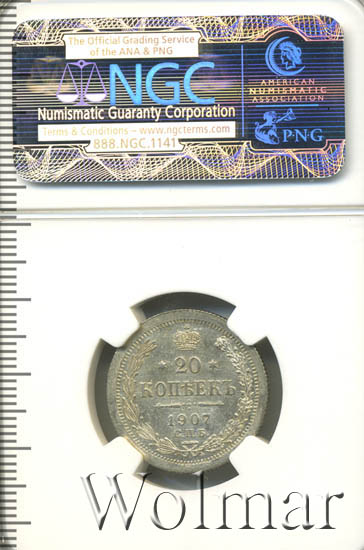 The Official Grading Service
of the ANA & PNG
NGC
Numismatic Guaranty Corporation
Terms & Conditions – www.ngcterms.com
888.NGC.1141
AMERICAN
NUMISMATIC
ASSOCIATION
PNG
20
КОПѢЕКЪ
1907
С.П.Б.
Wolmar